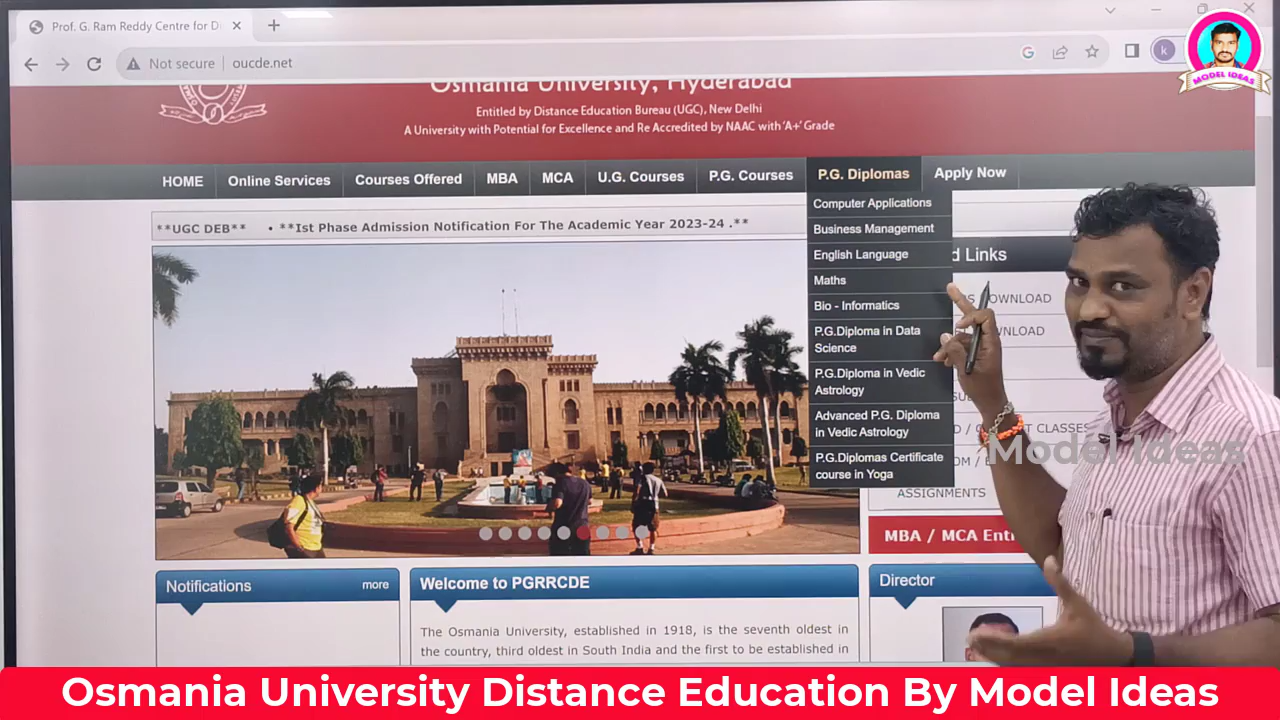 Prof. G. Ram Reddy Centre for Di
Not secure
oucde.net
k
MODEL IDEAS
Osmania University, Hyderabad
Entitled by Distance Education Bureau (UGC), New Delhi
A University with Potential for Excellence and Re Accredited by NAAC with 'A+' Grade
HOME
Online Services
Courses Offered
MBA
MCA
U.G. Courses
P.G. Courses
P.G. Diplomas
Apply Now
**UGC DEB** • **Ist Phase Admission Notification For The Academic Year 2023-24 .**
Computer Applications
Business Management
English Language
Maths
Bio - Informatics
P.G.Diploma in Data
Science
P.G.Diploma in Vedic
Astrology
Advanced P.G. Diploma
in Vedic Astrology
P.G.Diplomas Certificate
course in Yoga
d Links
DOWNLOAD
NLOAD
CLASSES
ASSIGNMENTS
Model Ideas
MBA / MCA Ent
Notifications
more
Welcome to PGRRCDE
Director
The Osmania University, established in 1918, is the seventh oldest in
the country, third oldest in South India and the first to be established in
Osmania University Distance Education By Model Ideas